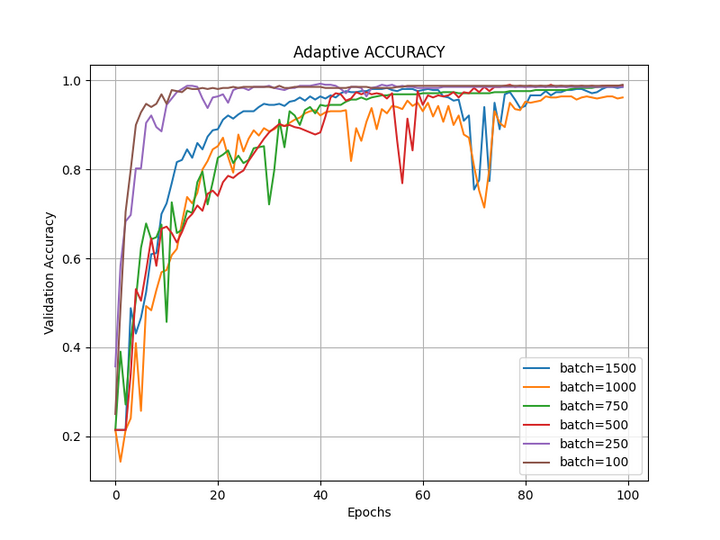 Adaptive ACCURACY
Validation Accuracy
1.0
0.8
0.6
0.4
0.2
0 20 40 60 80 100
Epochs
batch=1500
batch=1000
batch=750
batch=500
batch=250
batch=100